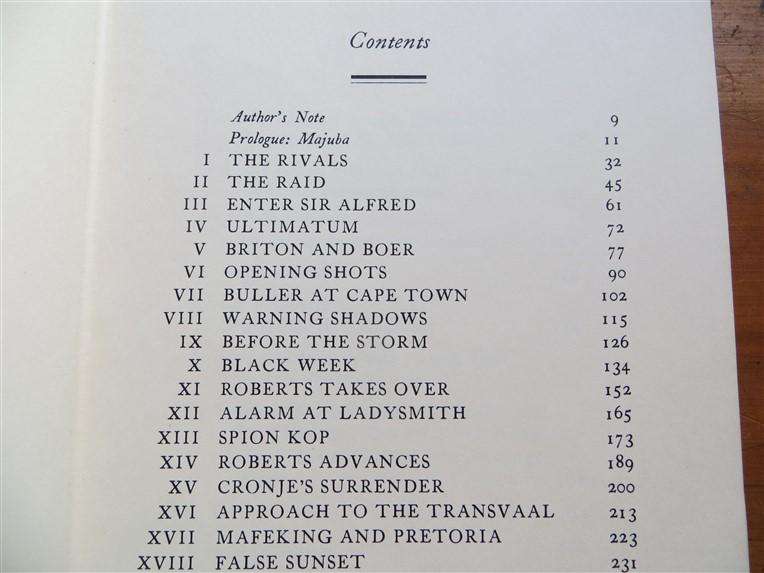 Contents
Author's Note 9
Prologue: Majuba 11
I THE RIVALS 32
II THE RAID 45
III ENTER SIR ALFRED 61
IV ULTIMATUM 72
V BRITON AND BOER 77
VI OPENING SHOTS 90
VII BULLER AT CAPE TOWN 102
VIII WARNING SHADOWS 115
IX BEFORE THE STORM 126
X BLACK WEEK 134
XI ROBERTS TAKES OVER 152
XII ALARM AT LADYSMITH 165
XIII SPION KOP 173
XIV ROBERTS ADVANCES 189
XV CRONJE'S SURRENDER 200
XVI APPROACH TO THE TRANSVAAL 213
XVII MAFEKING AND PRETORIA 223
XVIII FALSE SUNSET 231